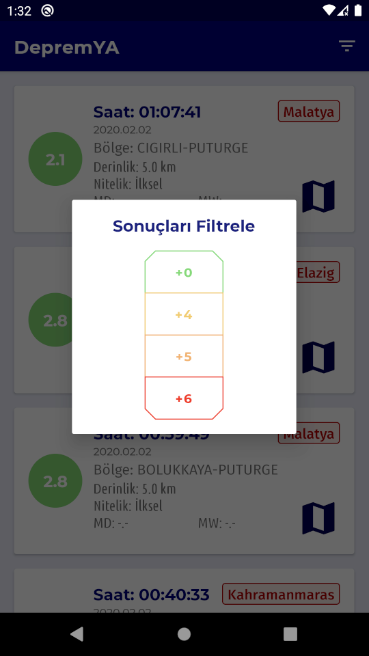 1:32
DepremYA
Saat: 01:07:41
Malatya
2020.02.02
2.1
Bölge: CIGIRLI-PUTURGE
Derinlik: 5.0 km
Nitelik: İlksel
Sonuçları Filtrele
+0
+4
+5
+6
Elazig
2.8
Saat: 00:59:49
Malatya
2020.02.02
2.8
Bölge: BOLUKKAYA-PUTURGE
Derinlik: 5.0 km
Nitelik: İlksel
MD: -.- MW: -.-
Saat: 00:40:33
Kahramanmaras
2020.02.02